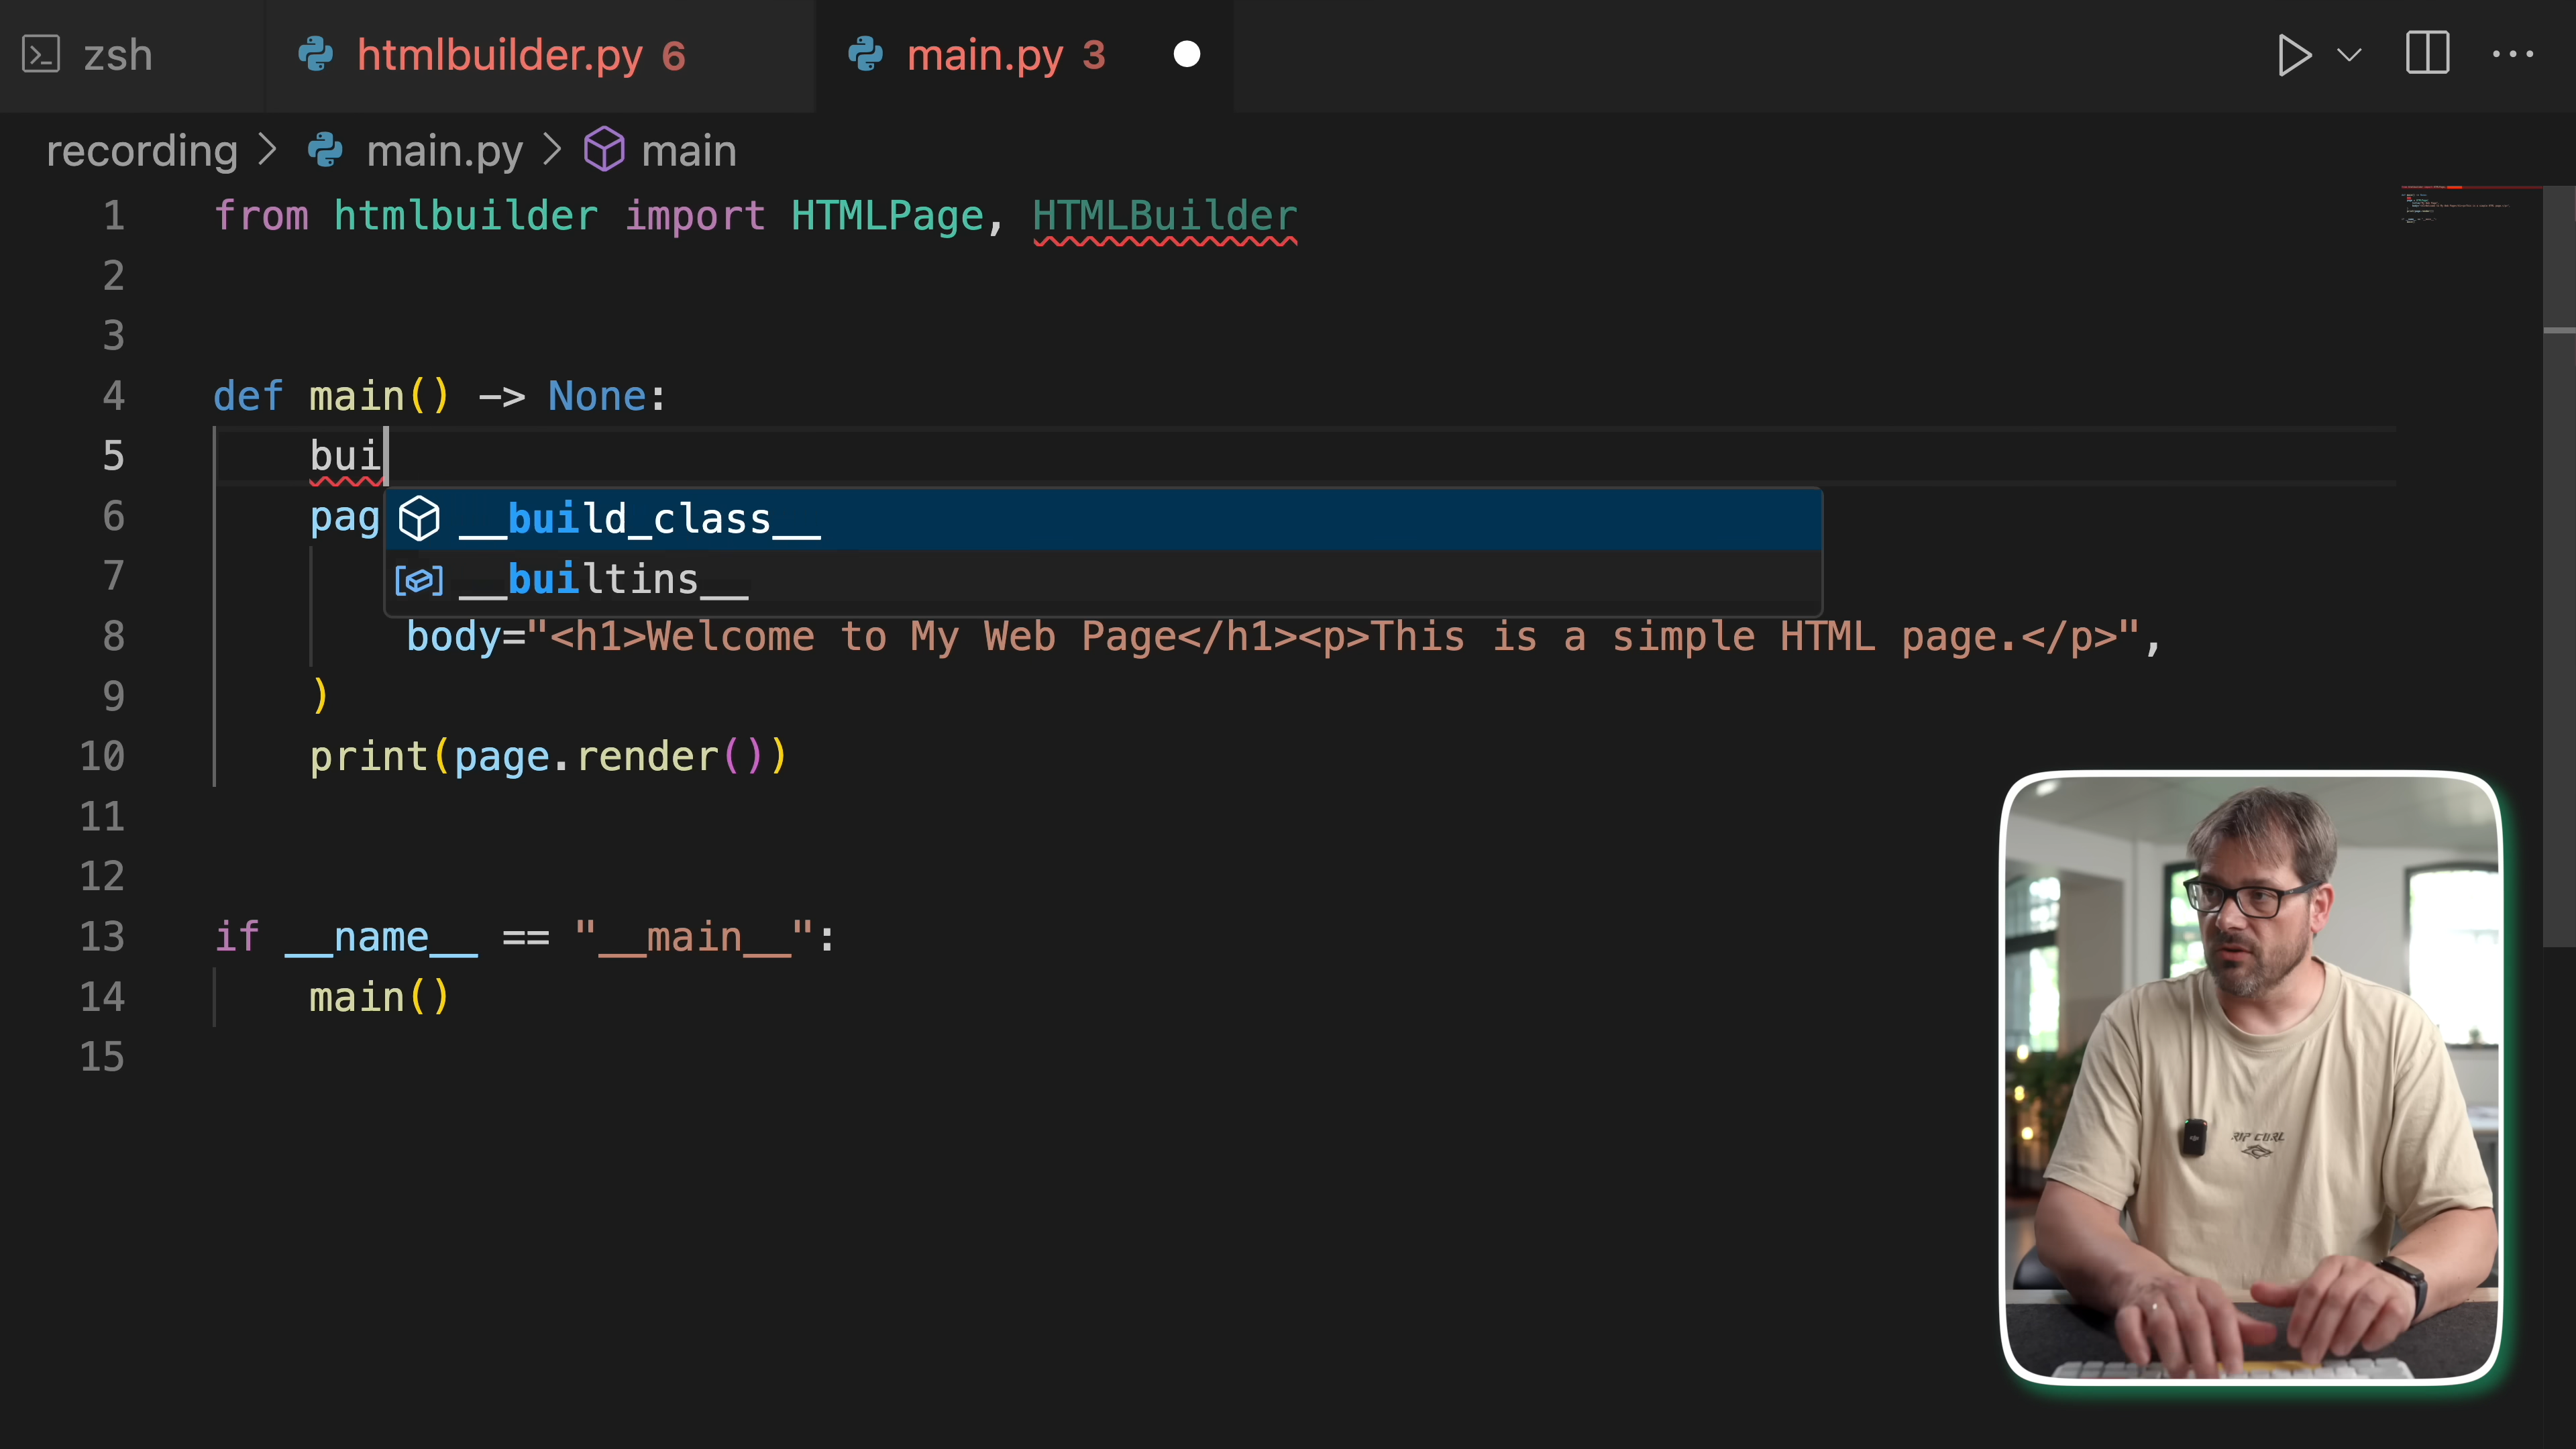 zsh
htmlbuilder.py 6
main.py 3
recording > main.py > main
1 from htmlbuilder import HTMLPage, HTMLBuilder
2
3
4 def main() -> None:
5 bui
__build_class__
6 pag
__builtins__
7
8 body="<h1>Welcome to My Web Page</h1><p>This is a simple HTML page.</p>",
9 )
10 print(page.render())
11
12
13 if __name__ == "__main__":
14 main()
15
RIP CURL